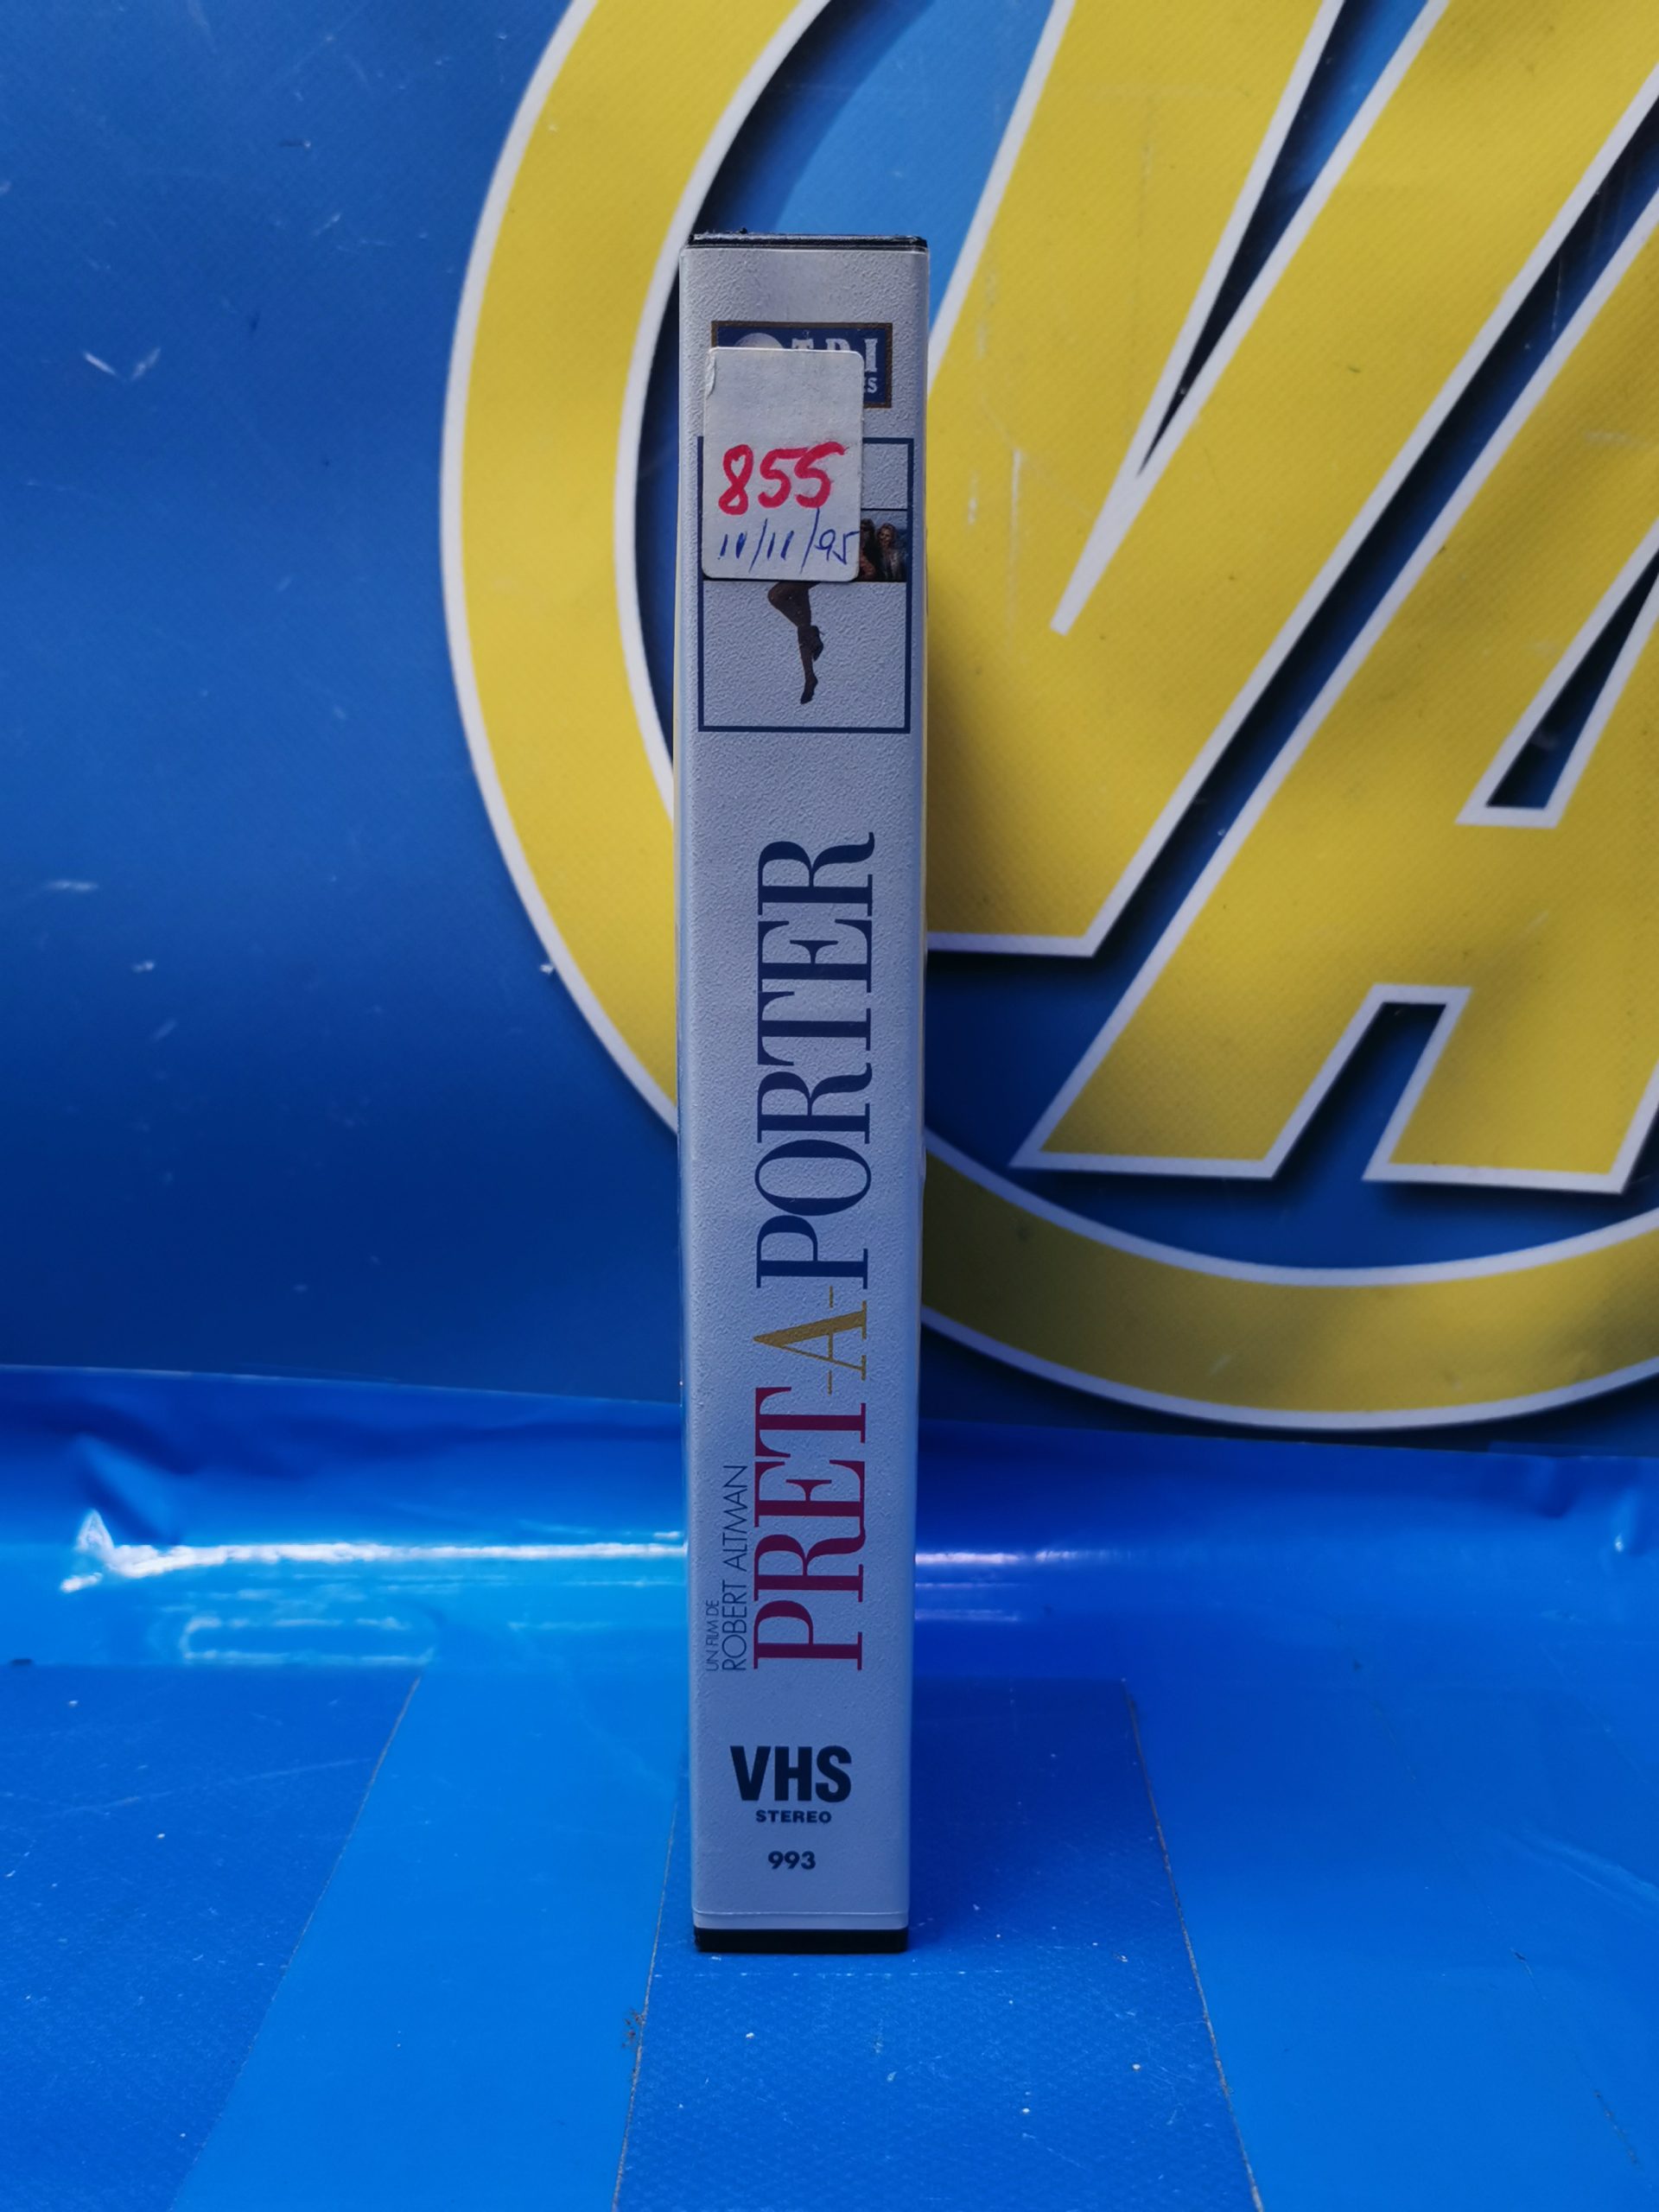 855
11/11/95
UN FILM DE
ROBERT ALTMAN
PRET-A-PORTER
VHS
STEREO
993